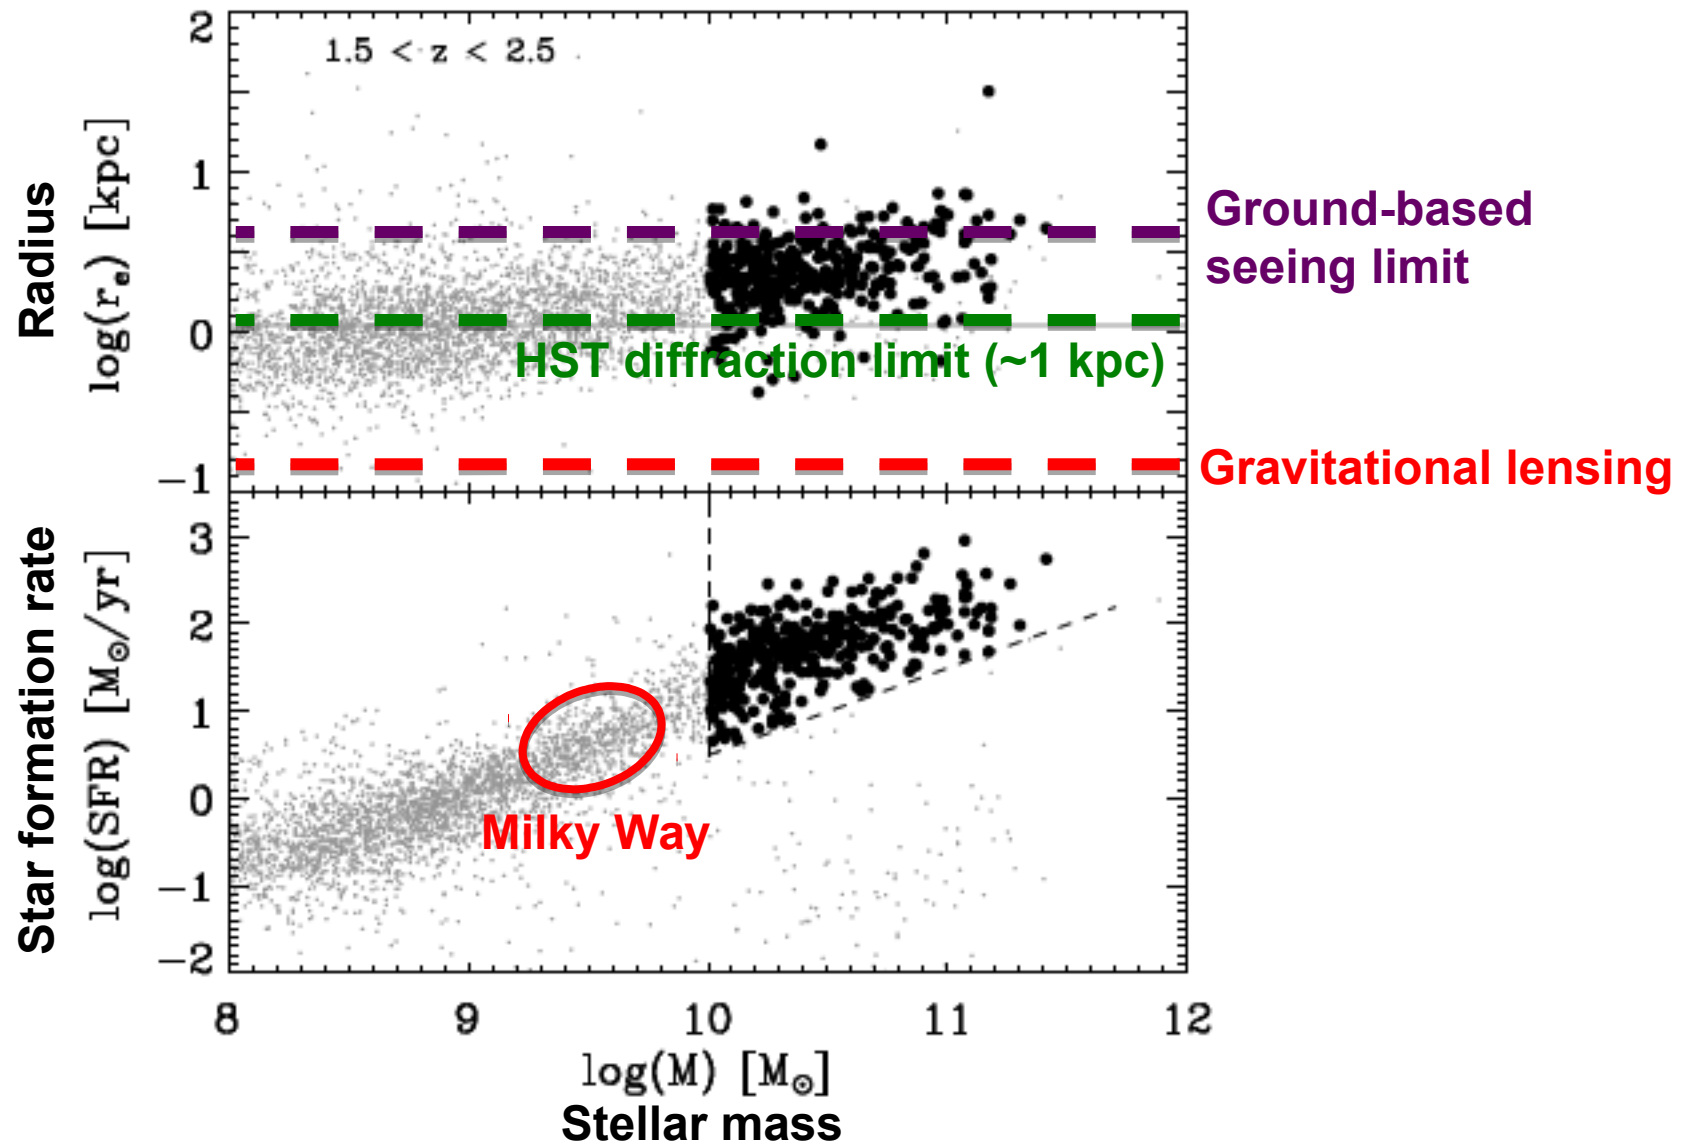 2
1.5 < z < 2.5
1
0
−1
Radius
log(rₑ) [kpc]
Ground-based
seeing limit
HST diffraction limit (~1 kpc)
Gravitational lensing
3
2
1
0
−1
−2
Star formation rate
log(SFR) [M⊙/yr]
Milky Way
8 9 10 11 12
log(M) [M⊙]
Stellar mass